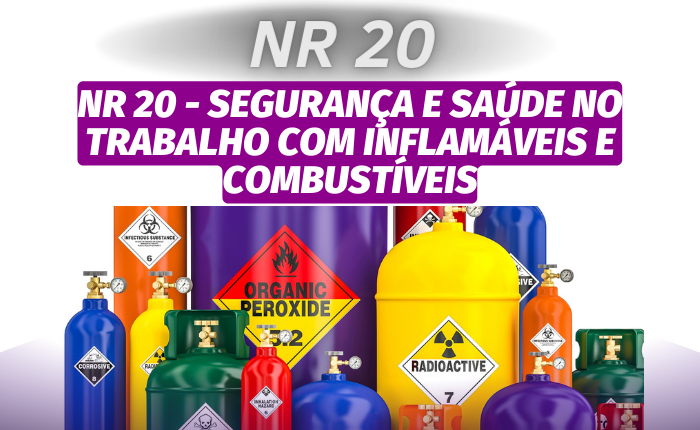 NR 20
NR 20 - SEGURANÇA E SAÚDE NO
TRABALHO COM INFLAMÁVEIS E
COMBUSTÍVEIS
INFECTIOUS SUBSTANCE
6
ORGANIC
PEROXIDE
5.2
CORROSIVE
8
RADIOACTIVE
7
INHALATION
HAZARD